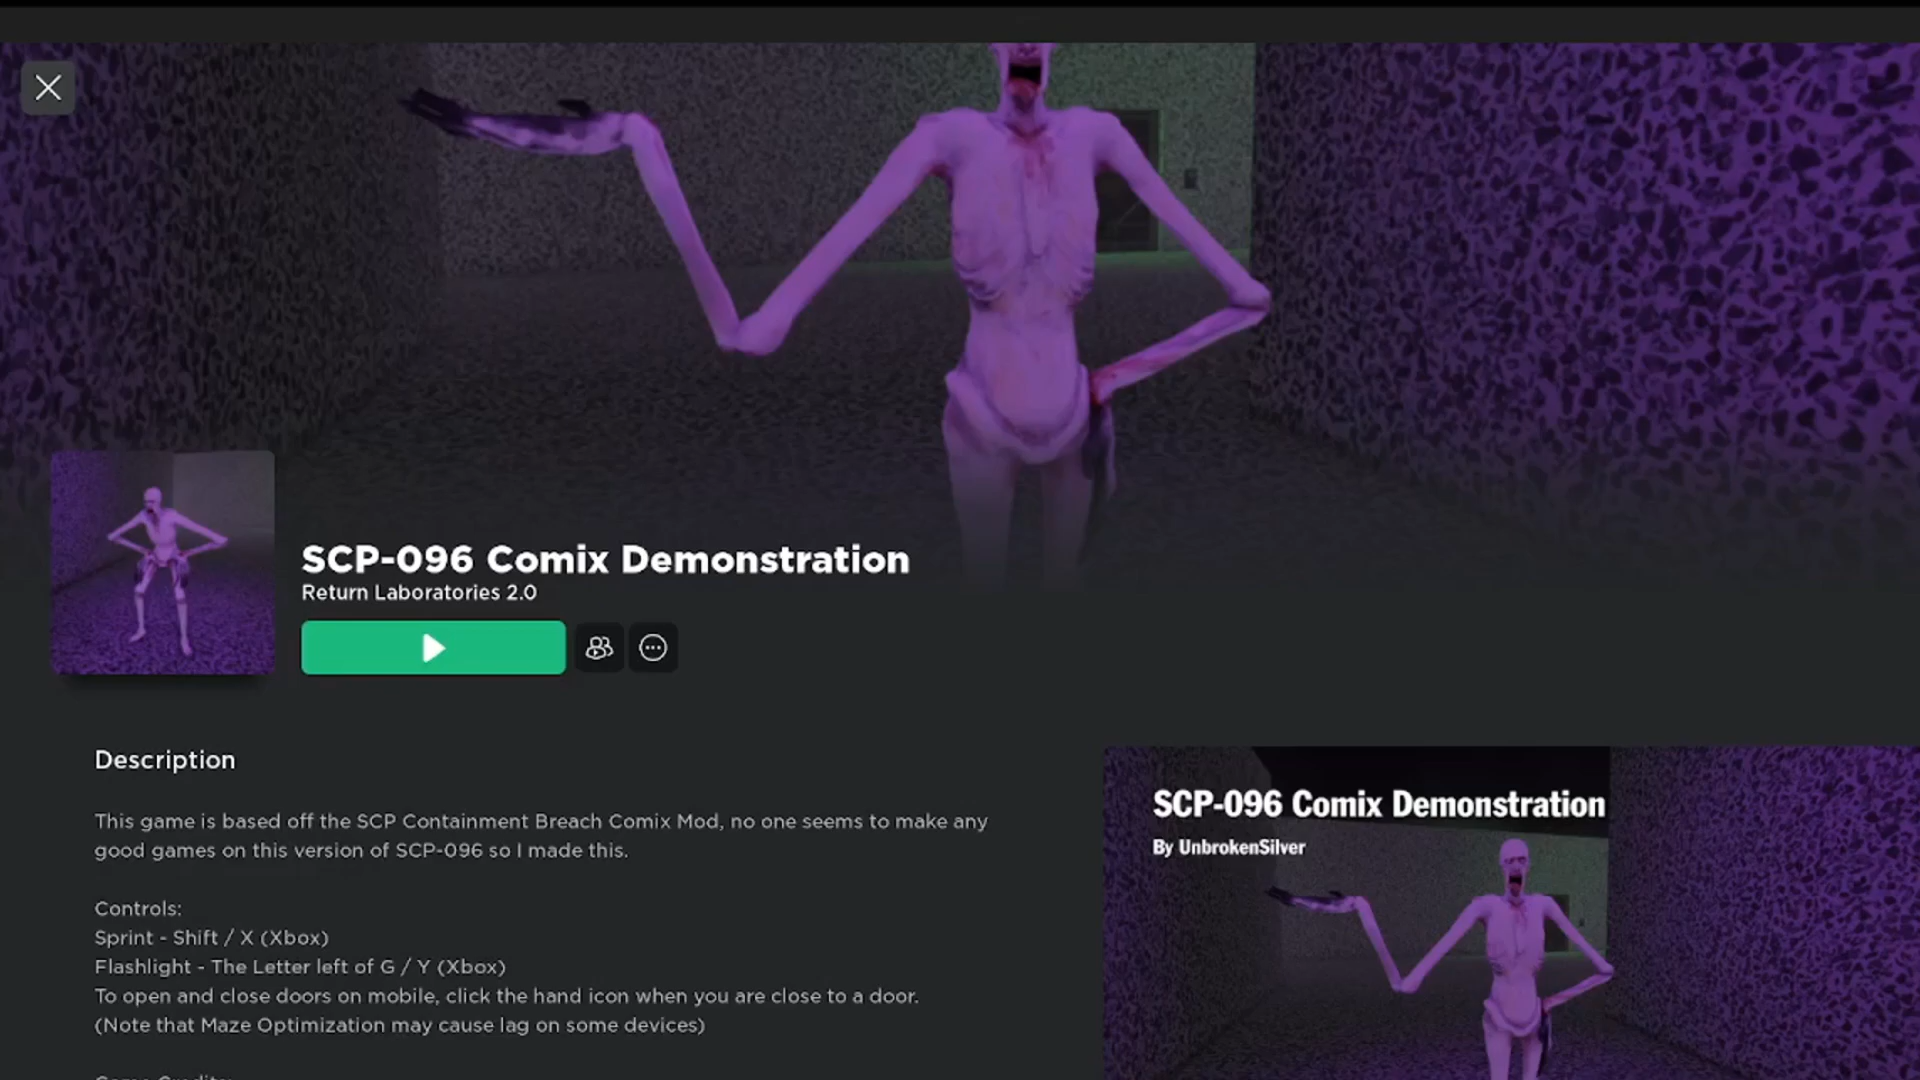 SCP-096 Comix Demonstration
Return Laboratories 2.0
Description
This game is based off the SCP Containment Breach Comix Mod, no one seems to make any
good games on this version of SCP-096 so I made this.
Controls:
Sprint - Shift / X (Xbox)
Flashlight - The Letter left of G / Y (Xbox)
To open and close doors on mobile, click the hand icon when you are close to a door.
(Note that Maze Optimization may cause lag on some devices)
SCP-096 Comix Demonstration
By UnbrokenSilver